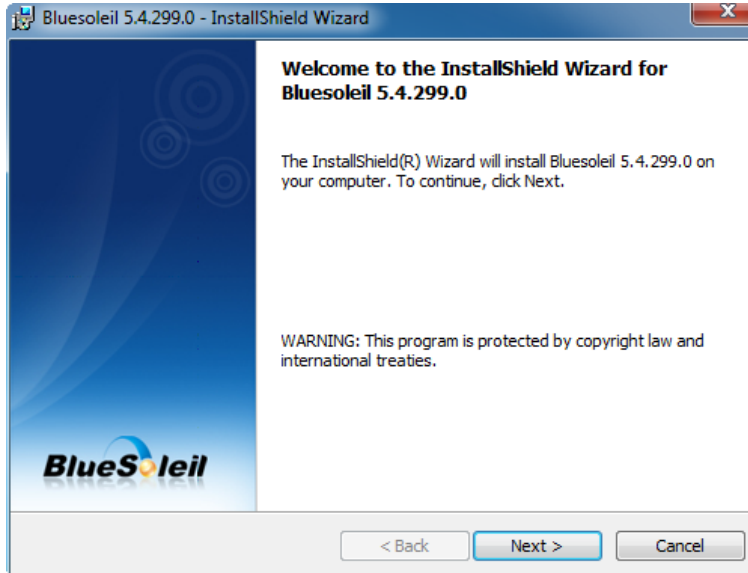 Bluesoleil 5.4.299.0 - InstallShield Wizard
Welcome to the InstallShield Wizard for
Bluesoleil 5.4.299.0
The InstallShield(R) Wizard will install Bluesoleil 5.4.299.0 on
your computer. To continue, click Next.
WARNING: This program is protected by copyright law and
international treaties.
BlueSoleil
< Back
Next >
Cancel